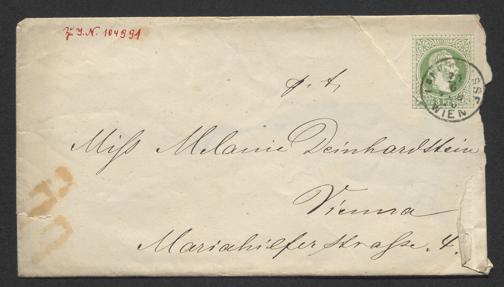 Z. I.N. 104991
p. A.
Miss Melanie Deinhardstein
Vienna
Mariahilferstrasse 4.
WIEN